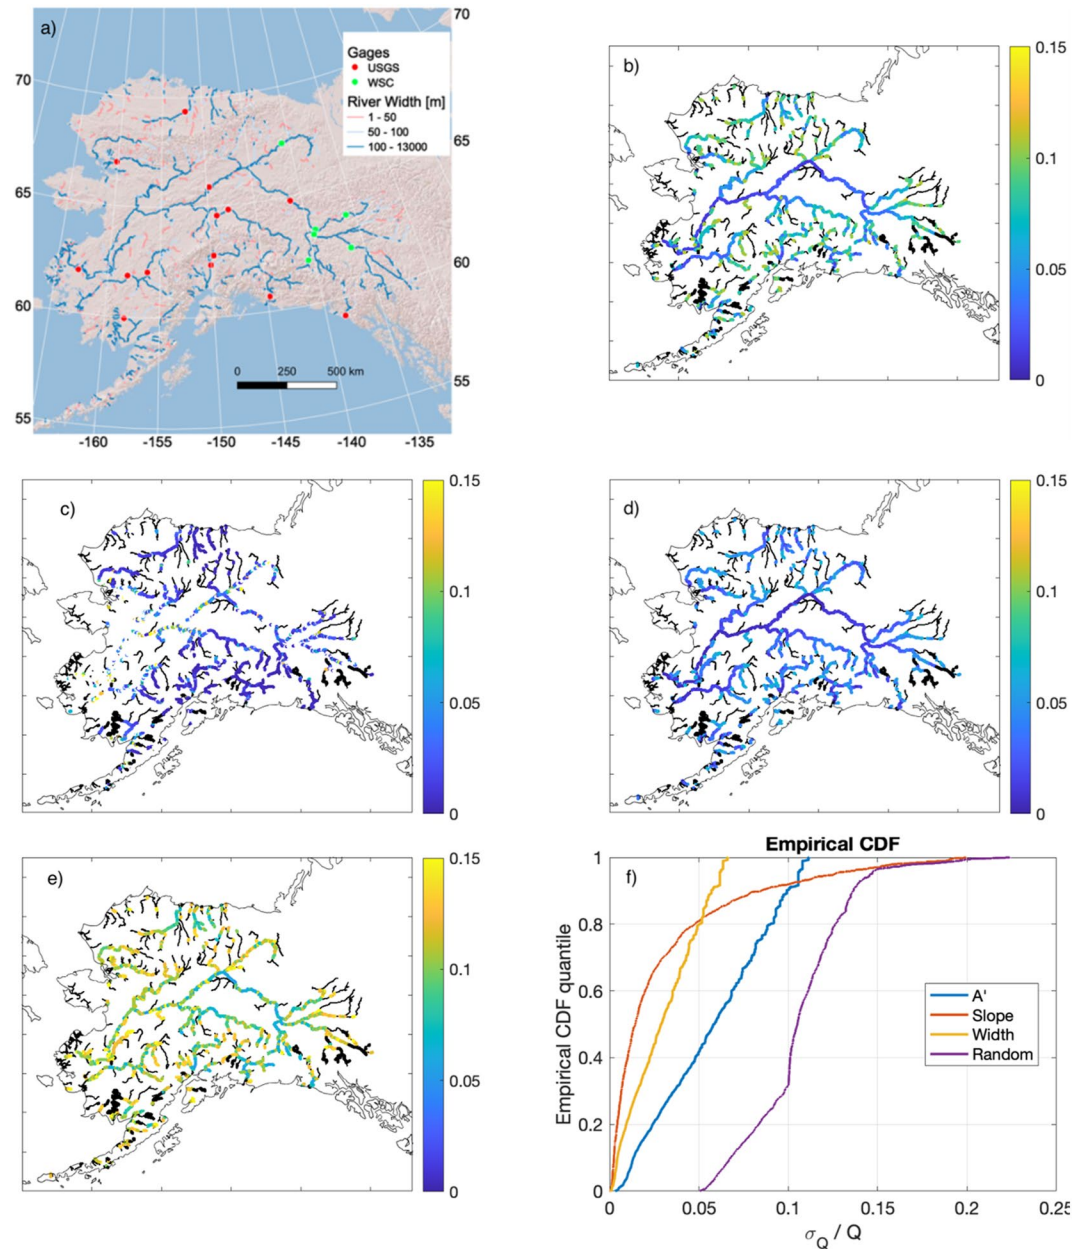 a)
70
Gages
USGS
WSC
River Width [m]
1 - 50
50 - 100
100 - 13000
70
65
65
60
60
55
55
0 250 500 km
-160 -155 -150 -145 -140 -135
b)
0.15
0.1
0.05
0
c)
0.15
0.1
0.05
0
d)
0.15
0.1
0.05
0
e)
0.15
0.1
0.05
0
Empirical CDF
f)
Empirical CDF quantile
1
0.8
0.6
0.4
0.2
0
A'
Slope
Width
Random
0 0.05 0.1 0.15 0.2 0.25
σQ / Q